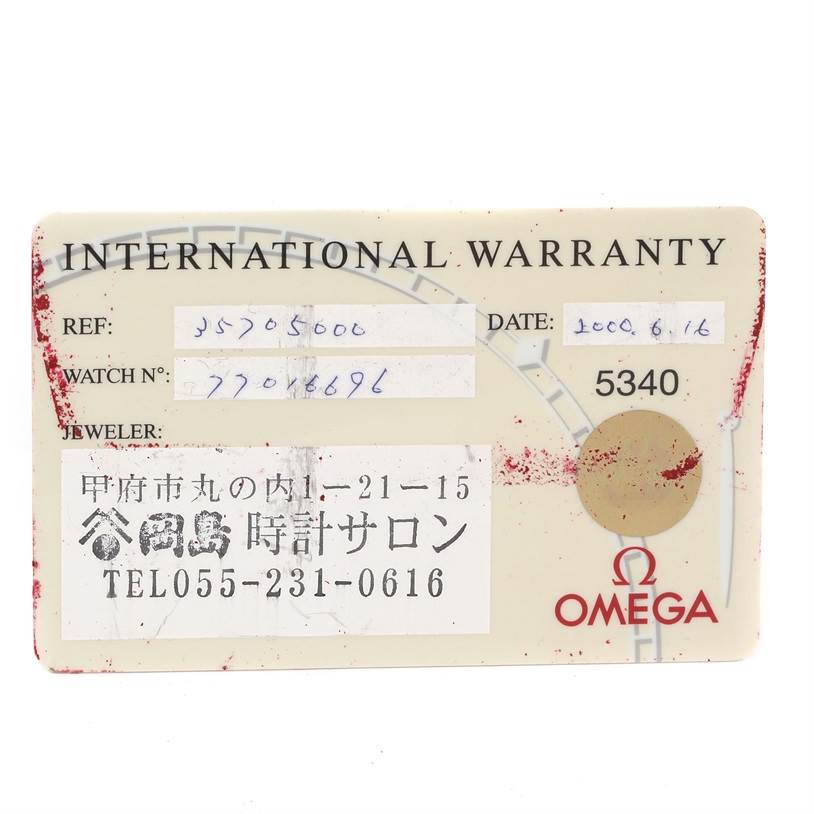 INTERNATIONAL WARRANTY
REF: 35705000 DATE: 2000.6.16
WATCH N°: 77016696 5340
JEWELER:
甲府市丸の内1-21-15
岡島 時計サロン
TEL055-231-0616
Ω
OMEGA